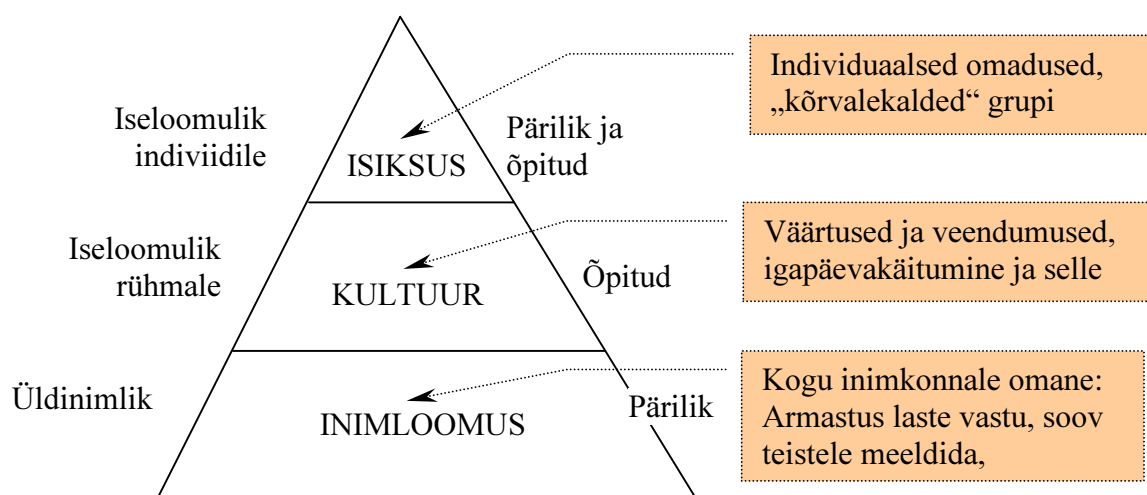 Iseloomulik
indiviidile
ISIKSUS
Pärilik ja
õpitud
Individuaalsed omadused,
„kõrvalekalded“ grupi
Iseloomulik
rühmale
KULTUUR
Õpitud
Väärtused ja veendumused,
igapäevakäitumine ja selle
Üldinimlik
INIMLOOMUS
Pärilik
Kogu inimkonnale omane:
Armastus laste vastu, soov
teistele meeldida,